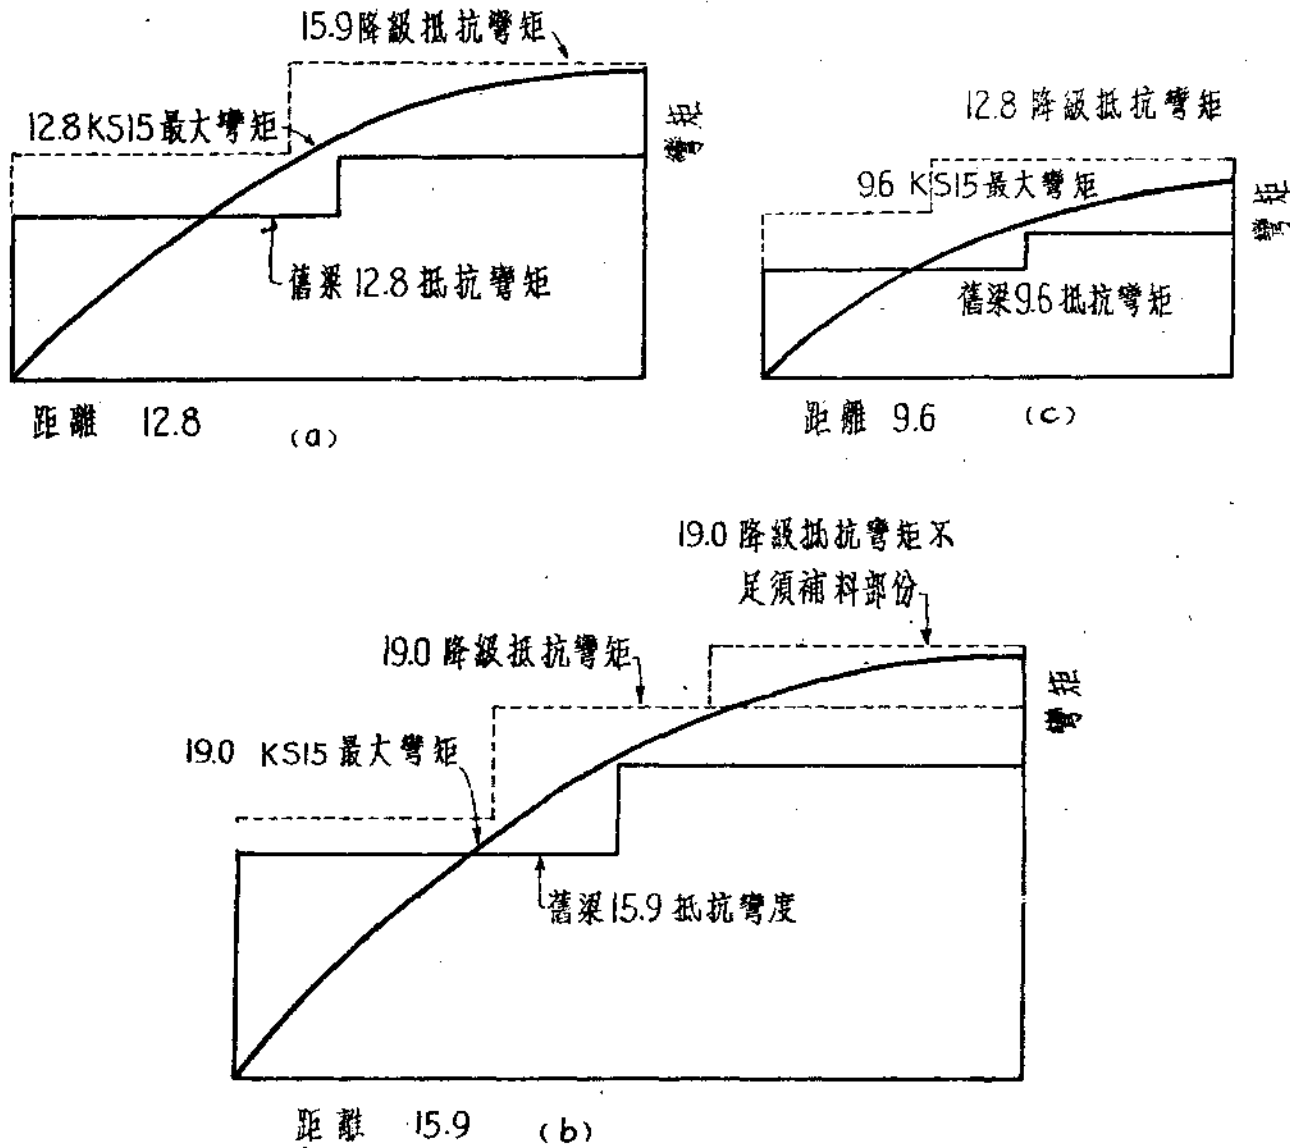 15.9降級抵抗彎矩
12.8 KS15 最大彎矩
舊梁 12.8 抵抗彎矩
彎矩
距離 12.8 (a)
12.8 降級抵抗彎矩
9.6 KS15 最大彎矩
舊梁9.6抵抗彎矩
彎矩
距離 9.6 (c)
19.0 降級抵抗彎矩不
足須補料部份
19.0 降級抵抗彎矩
19.0 KS15 最大彎矩
舊梁15.9 抵抗彎度
彎矩
距離 15.9 (b)